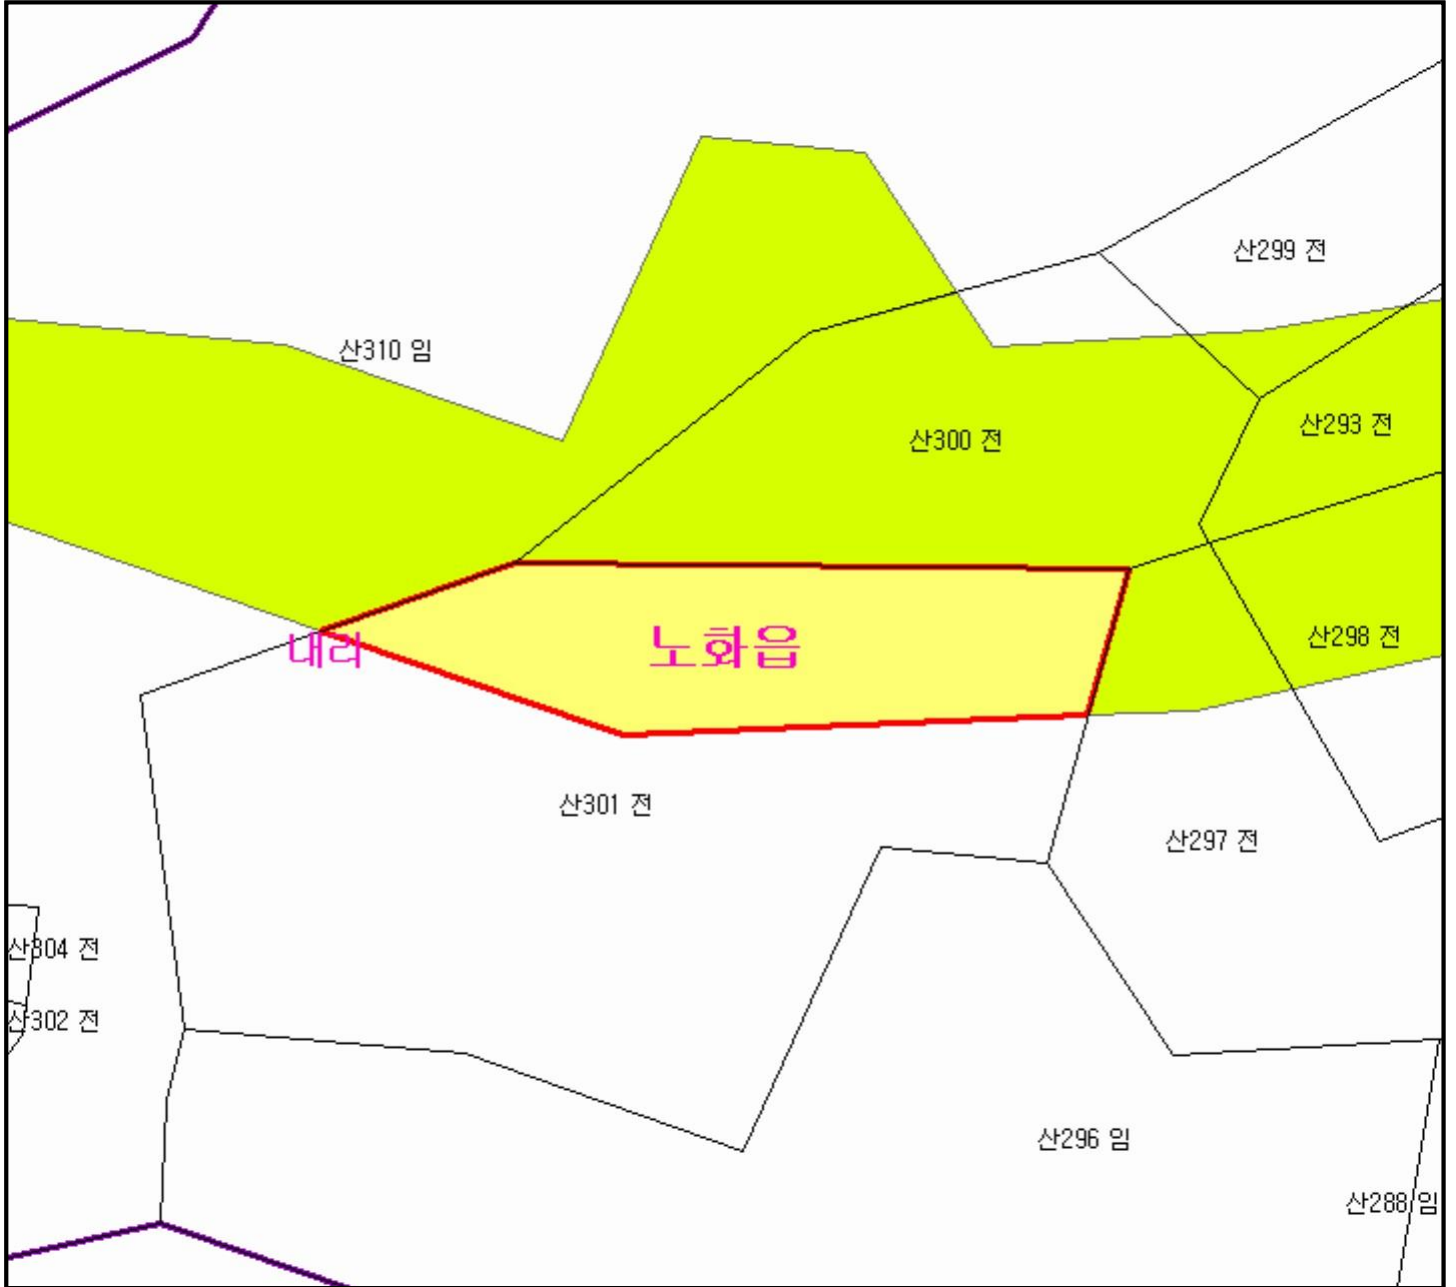 산299 전
산310 임
산293 전
산300 전
산298 전
내리
노화읍
산301 전
산297 전
산304 전
산302 전
산296 임
산288 임